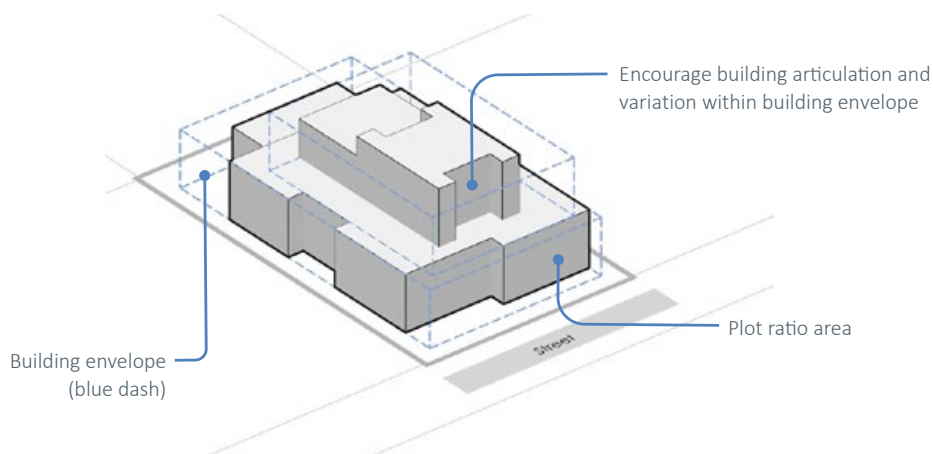 Encourage building articulation and
variation within building envelope
Plot ratio area
Street
Building envelope
(blue dash)